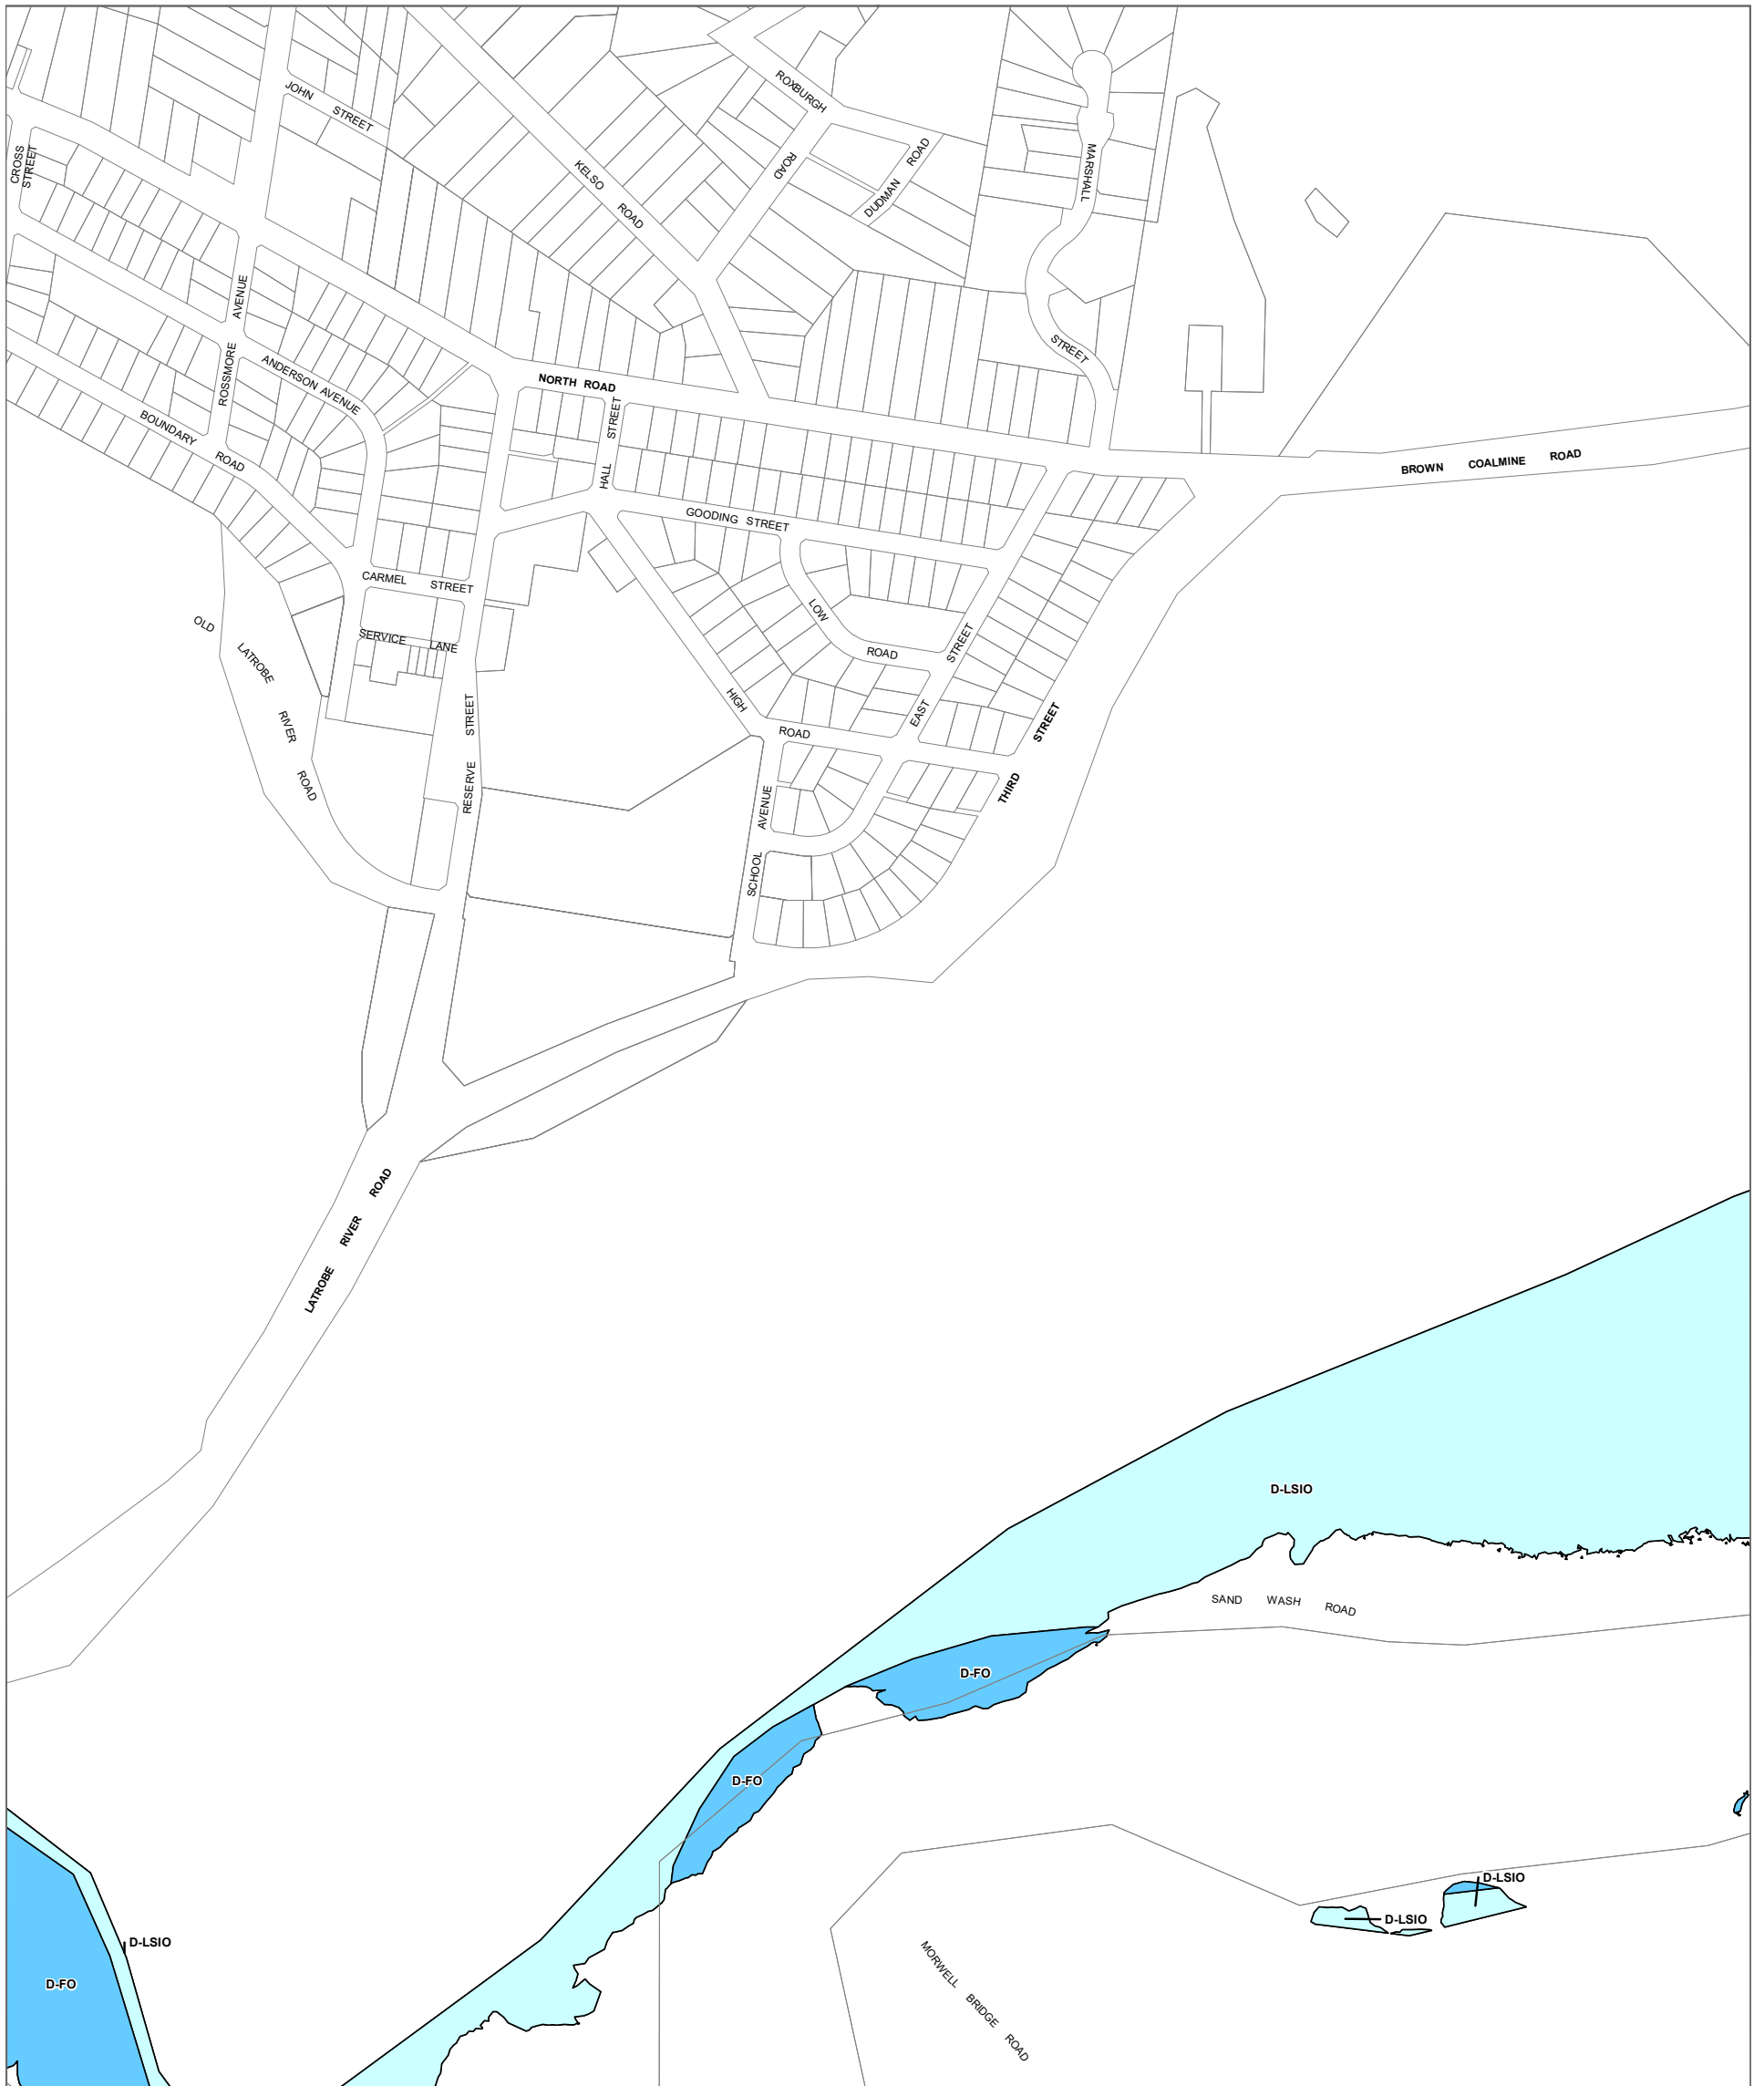 JOHN STREET
ROXBURGH
ROAD
CROSS
STREET
KELSO ROAD
DUDMAN ROAD
MARSHALL
STREET
ROSSMORE AVENUE
ANDERSON AVENUE
NORTH ROAD
HALL STREET
BOUNDARY ROAD
BROWN COALMINE ROAD
GOODING STREET
CARMEL STREET
LOW ROAD
OLD LATROBE RIVER ROAD
SERVICE LANE
EAST STREET
HIGH ROAD
RESERVE STREET
THIRD STREET
SCHOOL AVENUE
LATROBE RIVER ROAD
D-LSIO
SAND WASH ROAD
D-FO
D-FO
D-LSIO
D-LSIO
D-LSIO
D-FO
MORWELL BRIDGE ROAD